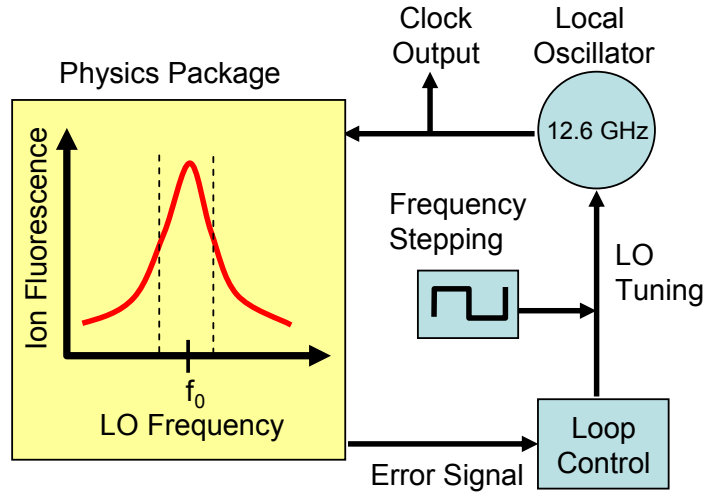 Clock
Output
Local
Oscillator
Physics Package
12.6 GHz
Ion Fluorescence
Frequency
Stepping
LO
Tuning
f₀
LO Frequency
Loop
Control
Error Signal